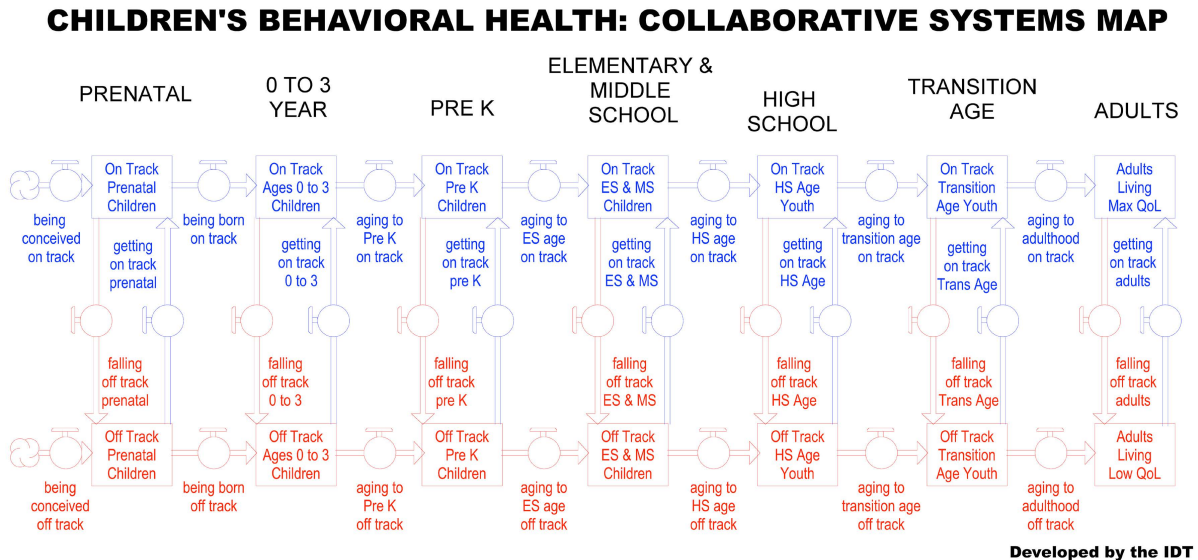 CHILDREN'S BEHAVIORAL HEALTH: COLLABORATIVE SYSTEMS MAP
PRENATAL
0 TO 3
YEAR
PRE K
ELEMENTARY &
MIDDLE
SCHOOL
HIGH
SCHOOL
TRANSITION
AGE
ADULTS
On Track
Prenatal
Children
On Track
Ages 0 to 3
Children
On Track
Pre K
Children
On Track
ES & MS
Children
On Track
HS Age
Youth
On Track
Transition
Age Youth
Adults
Living
Max QoL
being
conceived
on track
getting
on track
prenatal
being born
on track
getting
on track
0 to 3
aging to
Pre K
on track
getting
on track
pre K
aging to
ES age
on track
getting
on track
ES & MS
aging to
HS age
on track
getting
on track
HS Age
aging to
transition age
on track
getting
on track
Trans Age
aging to
adulthood
on track
getting
on track
adults
falling
off track
prenatal
falling
off track
0 to 3
falling
off track
pre K
falling
off track
ES & MS
falling
off track
HS Age
falling
off track
Trans Age
falling
off track
adults
Off Track
Prenatal
Children
Off Track
Ages 0 to 3
Children
Off Track
Pre K
Children
Off Track
ES & MS
Children
Off Track
HS Age
Youth
Off Track
Transition
Age Youth
Adults
Living
Low QoL
being
conceived
off track
being born
off track
aging to
Pre K
off track
aging to
ES age
off track
aging to
HS age
off track
aging to
transition age
off track
aging to
adulthood
off track
Developed by the IDT